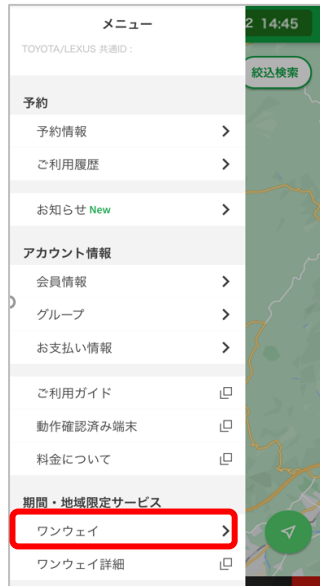 メニュー
2 14:45
TOYOTA/LEXUS 共通ID :
絞込検索
予約
予約情報
ご利用履歴
お知らせ New
アカウント情報
会員情報
グループ
お支払い情報
ご利用ガイド
動作確認済み端末
料金について
期間・地域限定サービス
ワンウェイ
ワンウェイ詳細